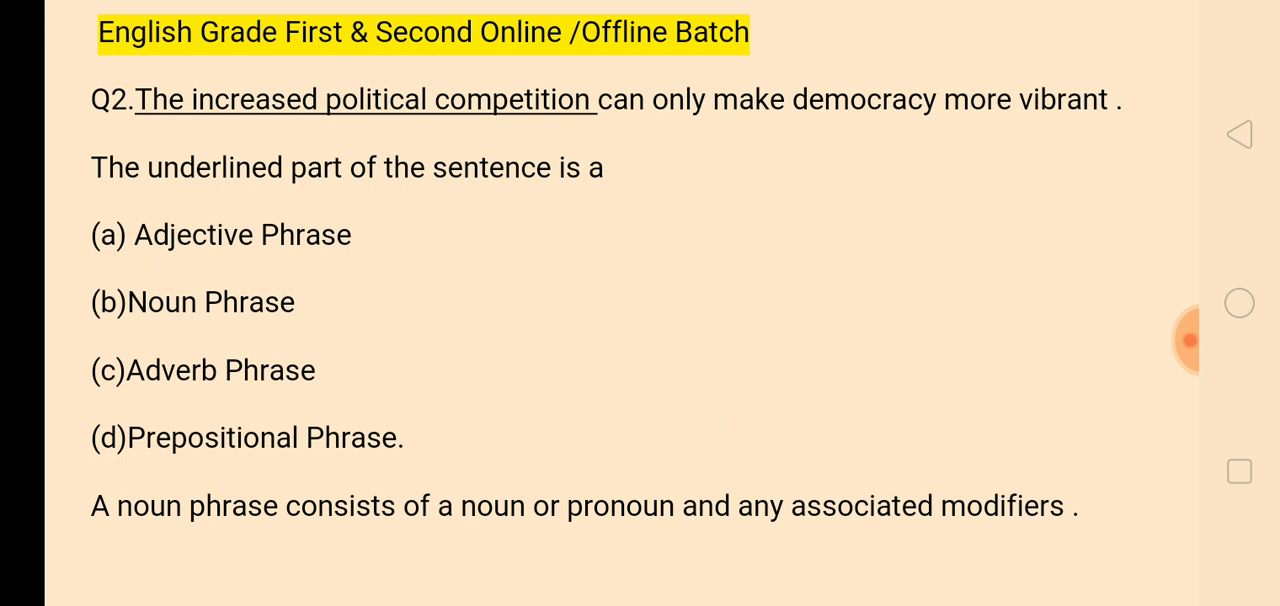 English Grade First & Second Online /Offline Batch
Q2.The increased political competition can only make democracy more vibrant .
The underlined part of the sentence is a
(a) Adjective Phrase
(b)Noun Phrase
(c)Adverb Phrase
(d)Prepositional Phrase.
A noun phrase consists of a noun or pronoun and any associated modifiers .